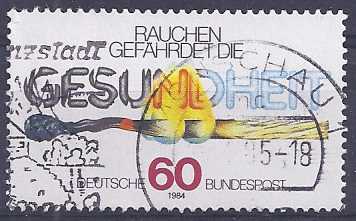 RAUCHEN
GEFÄHRDET DIE
GESUNDHEIT
60
DEUTSCHE BUNDESPOST
1984